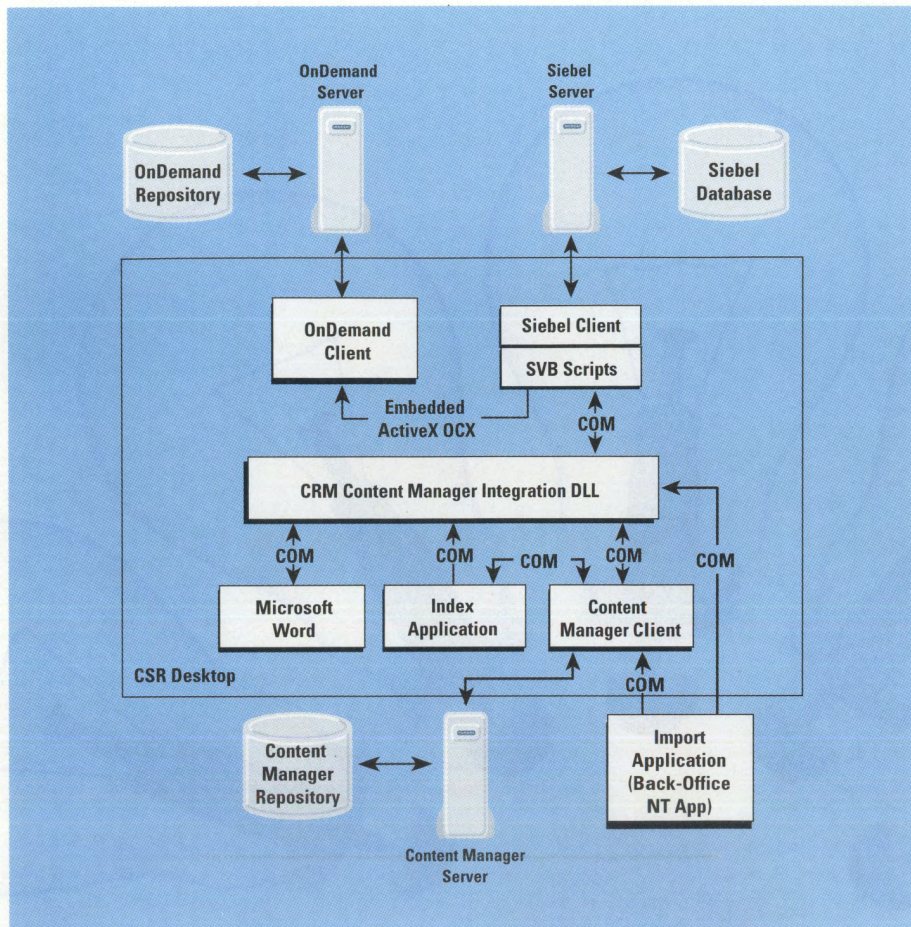 OnDemand
Server
Siebel
Server
OnDemand
Repository
Siebel
Database
OnDemand
Client
Siebel Client
SVB Scripts
Embedded
ActiveX OCX
COM
CRM Content Manager Integration DLL
COM
COM
COM
COM
COM
Microsoft
Word
Index
Application
Content
Manager Client
CSR Desktop
COM
Content
Manager
Repository
Import
Application
(Back-Office
NT App)
Content Manager
Server